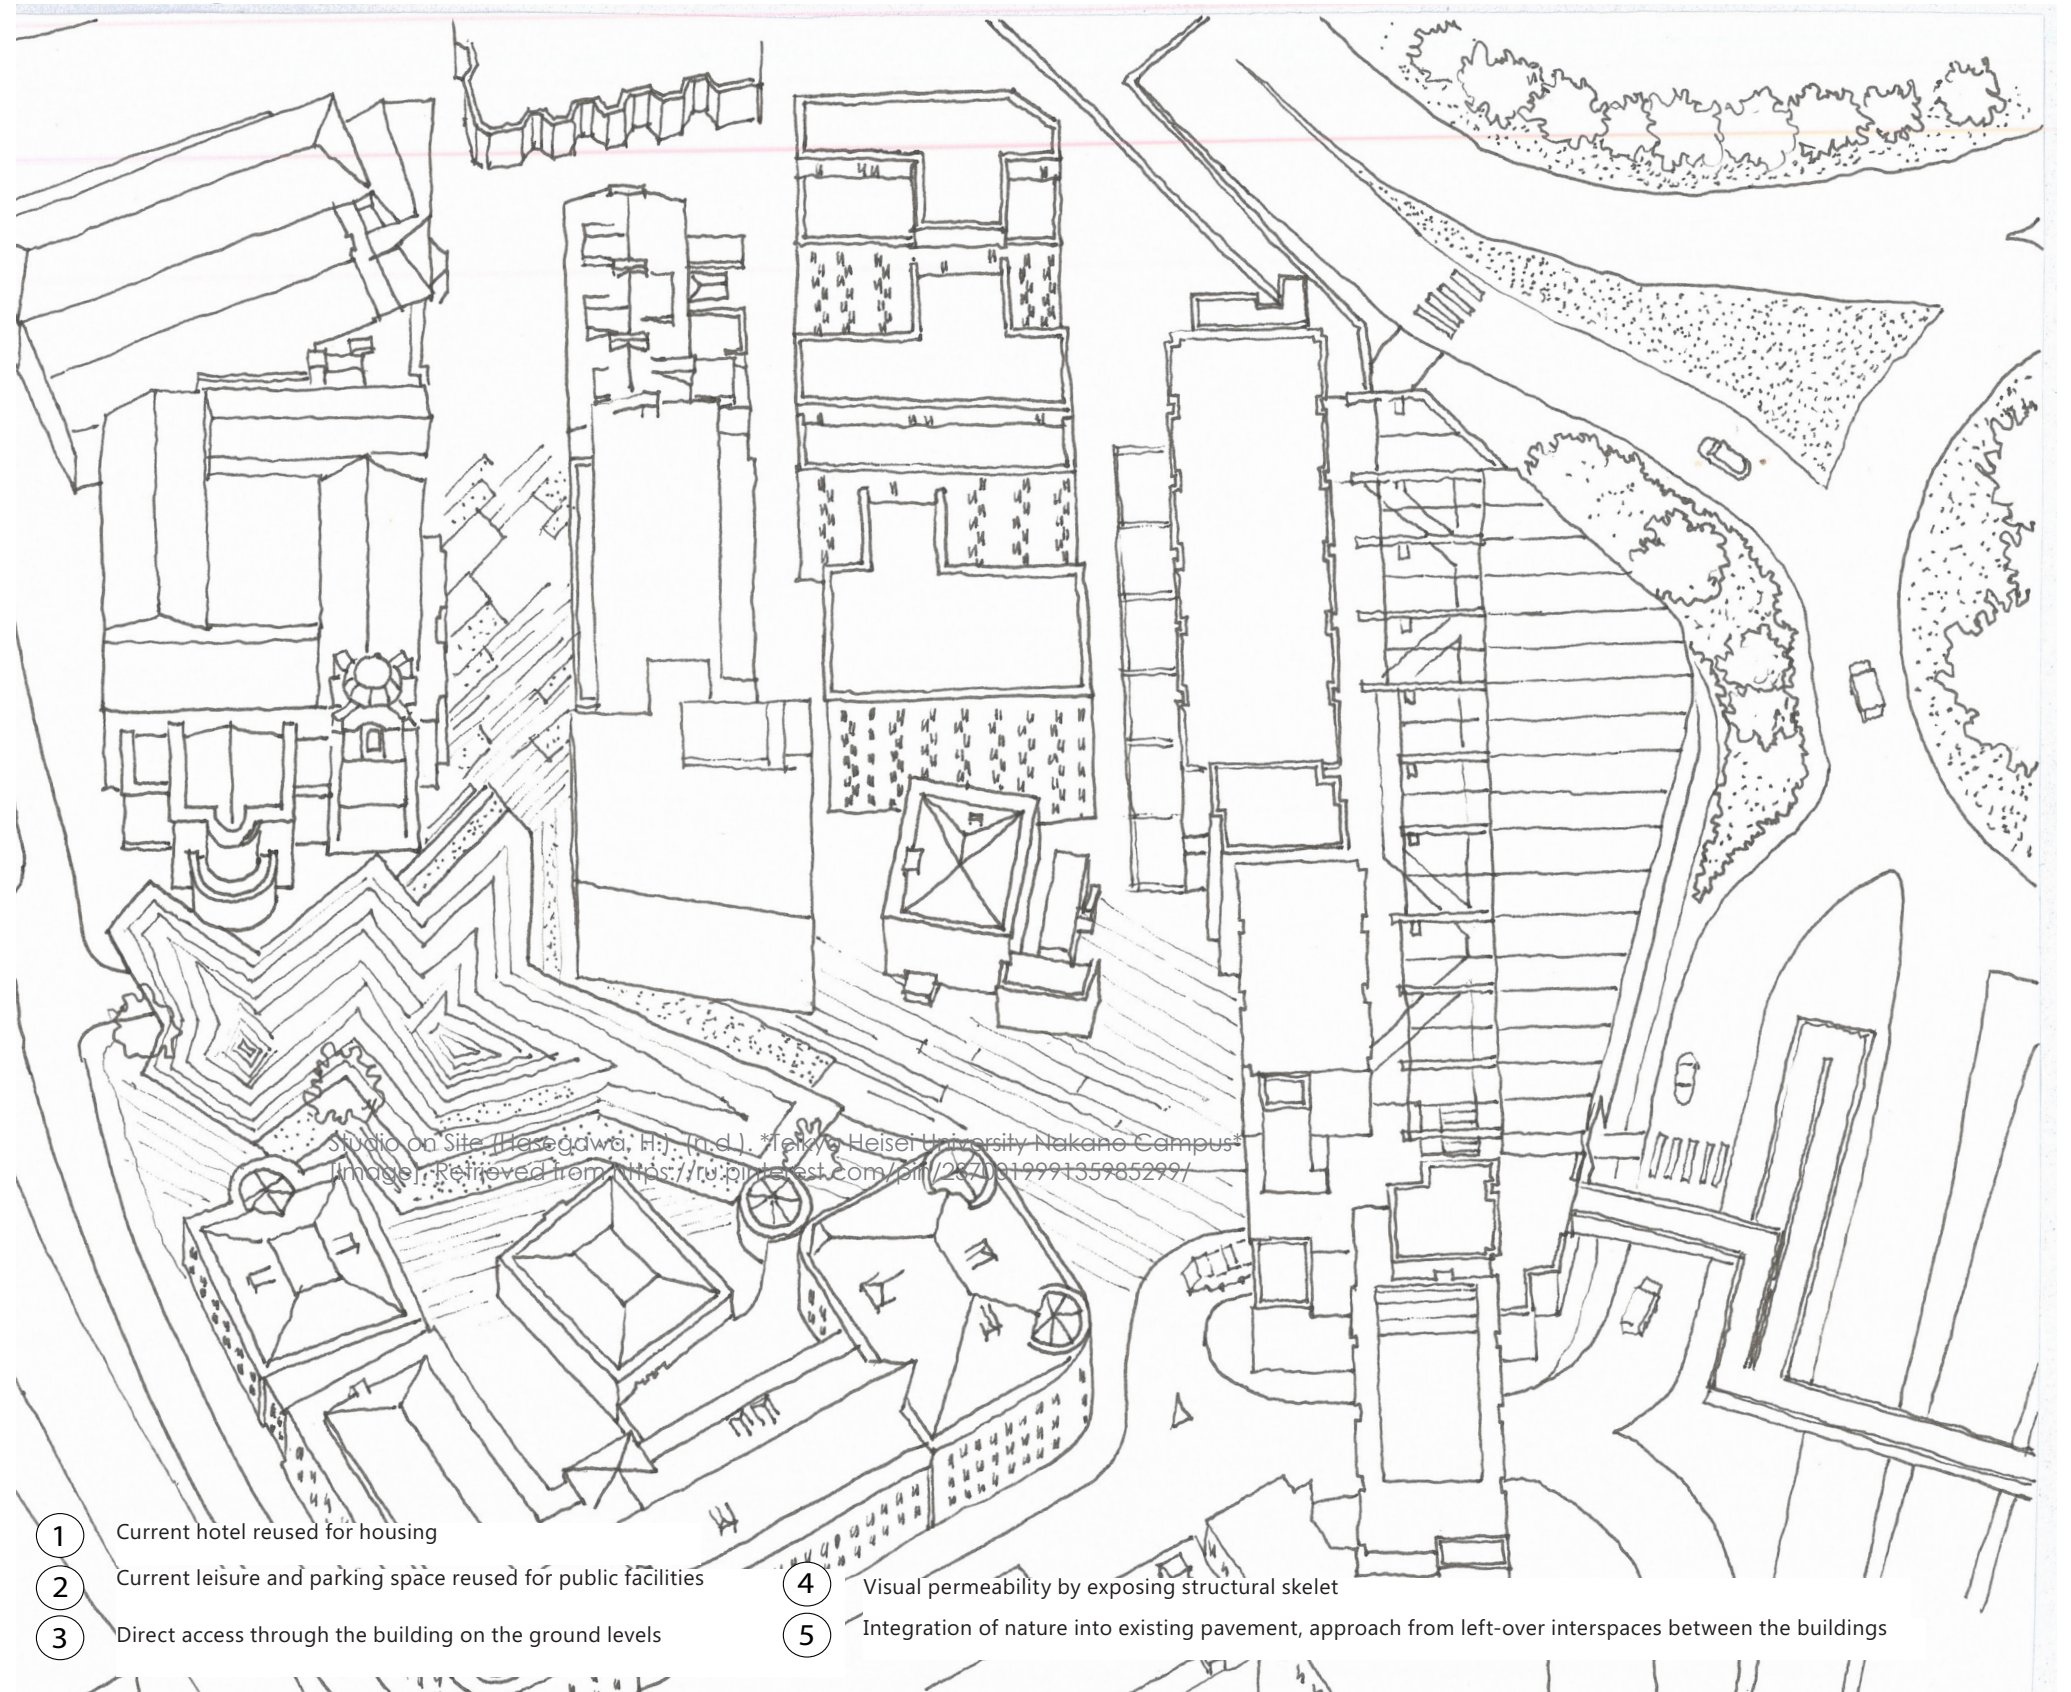 Studio on Site (Hasegawa, H.). (n.d.). *Teikyo Heisei University Nakano Campus*
[Image]. Retrieved from https://ru.pinterest.com/pin/287031999135985299/
1 Current hotel reused for housing
2 Current leisure and parking space reused for public facilities
3 Direct access through the building on the ground levels
4 Visual permeability by exposing structural skelet
5 Integration of nature into existing pavement, approach from left-over interspaces between the buildings